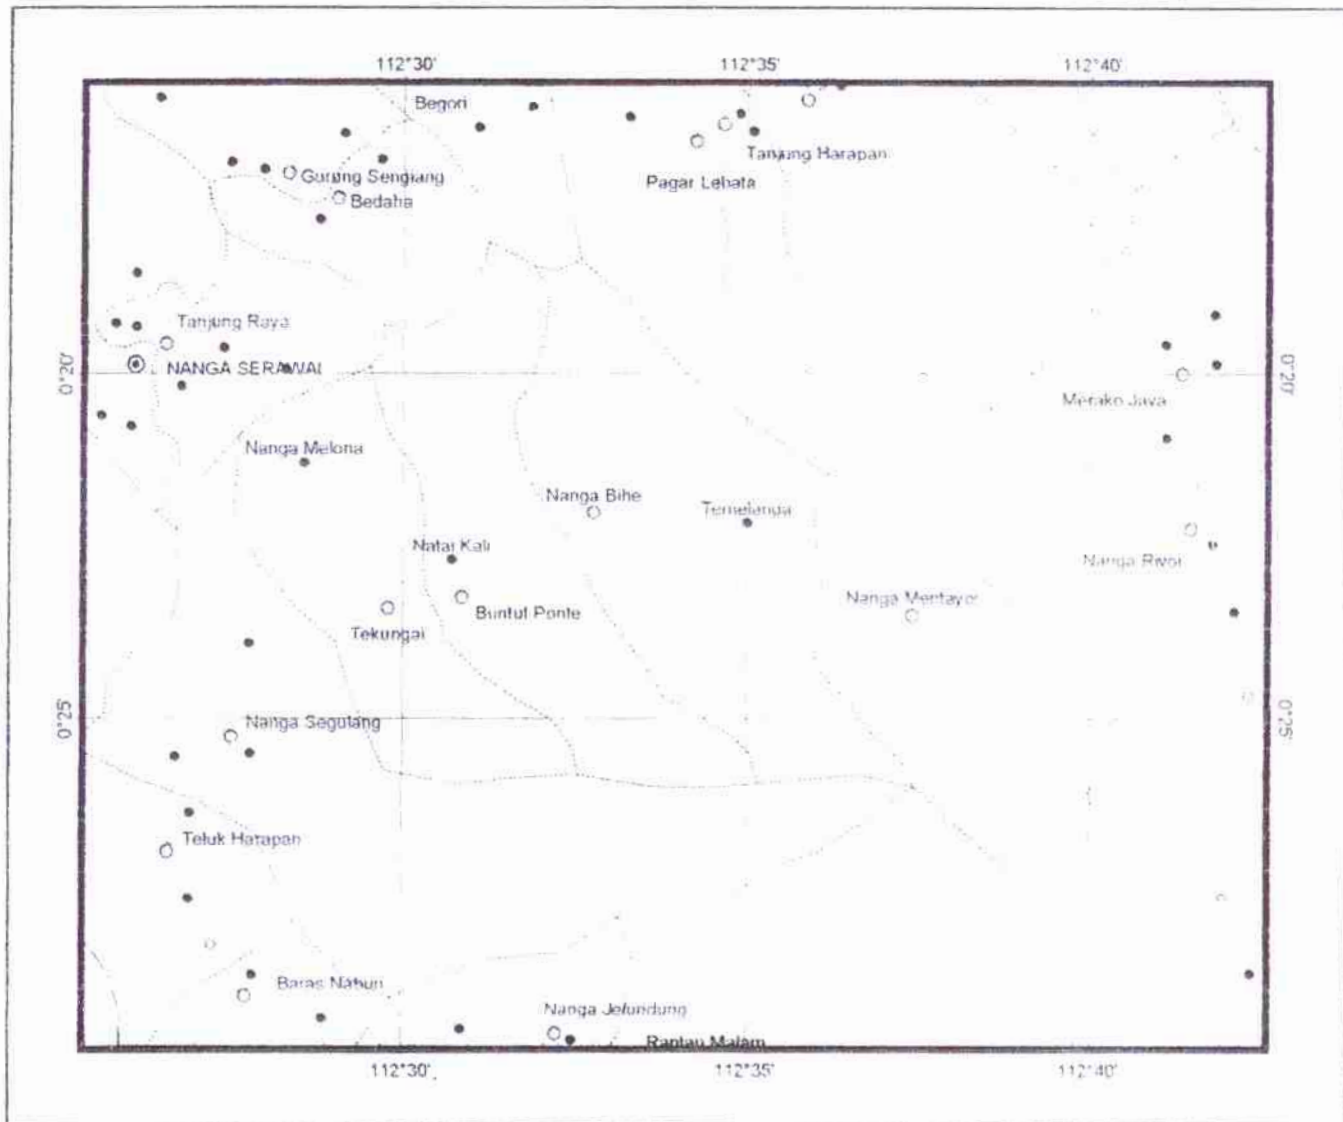 112°30'
112°35'
112°40'
Begori
Tanjung Harapan
Gurung Sengiang
Pagar Lebata
Bedaha
Tanjung Raya
0°20'
NANGA SERAWAI
0°20'
Merako Jaya
Nanga Melona
Nanga Bihe
Temelanda
Natai Kali
Nanga Rivoi
Nanga Mentayoi
Buntut Ponte
Tekungai
0°25'
Nanga Segulang
0°25'
Teluk Harapan
Baras Nabun
Nanga Jelundung
Rantau Malam
112°30'
112°35'
112°40'